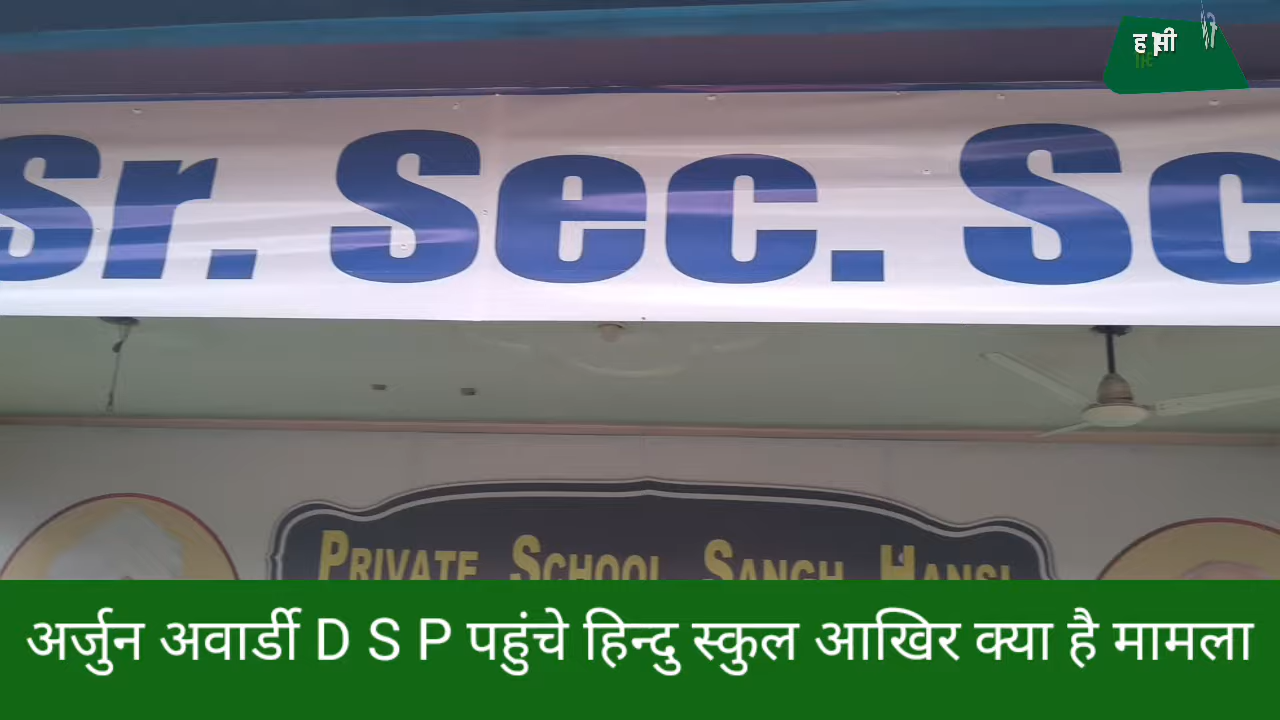 Sr. Sec. Sc
PRIVATE SCHOOL SANGH HANSI
अर्जुन अवार्डी D S P पहुंचे हिन्दु स्कुल आखिर क्या है मामला